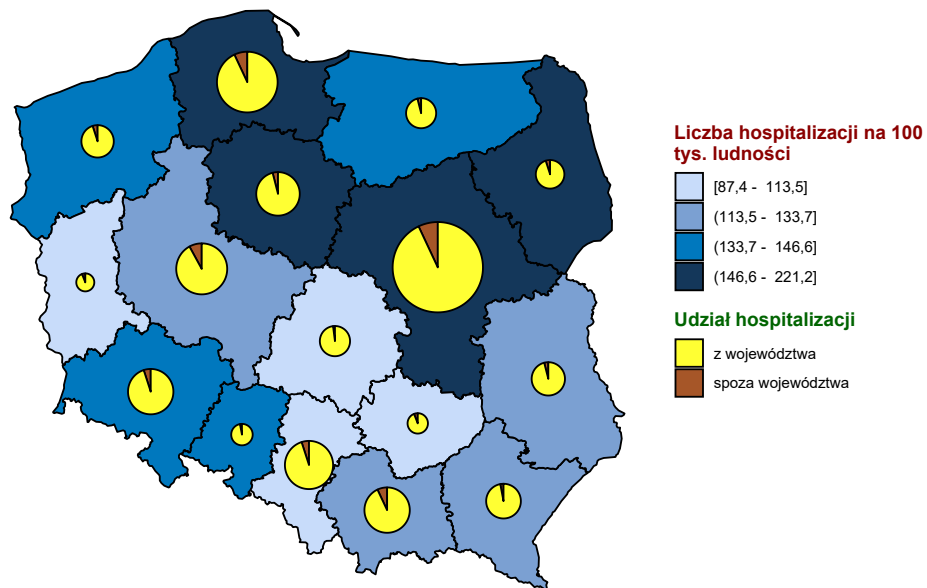 Liczba hospitalizacji na 100
tys. ludności
[87,4 - 113,5]
(113,5 - 133,7]
(133,7 - 146,6]
(146,6 - 221,2]
Udział hospitalizacji
z województwa
spoza województwa